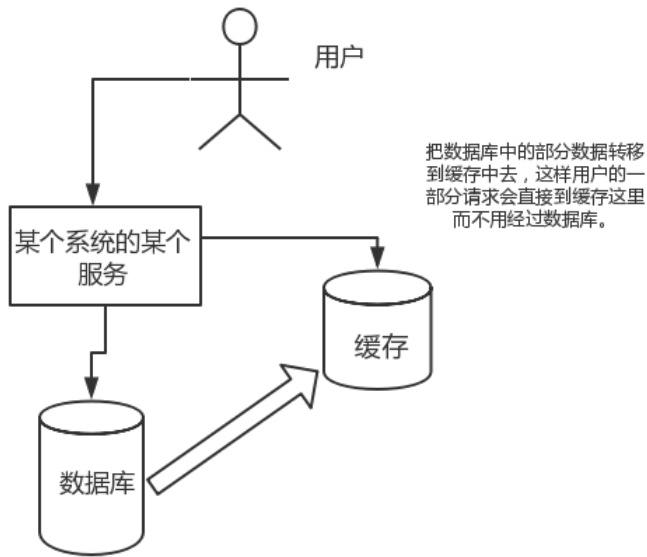 用户
把数据库中的部分数据转移
到缓存中去，这样用户的一
部分请求会直接到缓存这里
而不用经过数据库。
某个系统的某个
服务
缓存
数据库